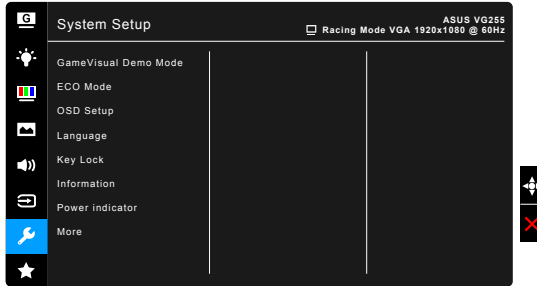 G
System Setup
ASUS VG255
Racing Mode VGA 1920x1080 @ 60Hz
GameVisual Demo Mode
ECO Mode
OSD Setup
Language
Key Lock
Information
Power indicator
More